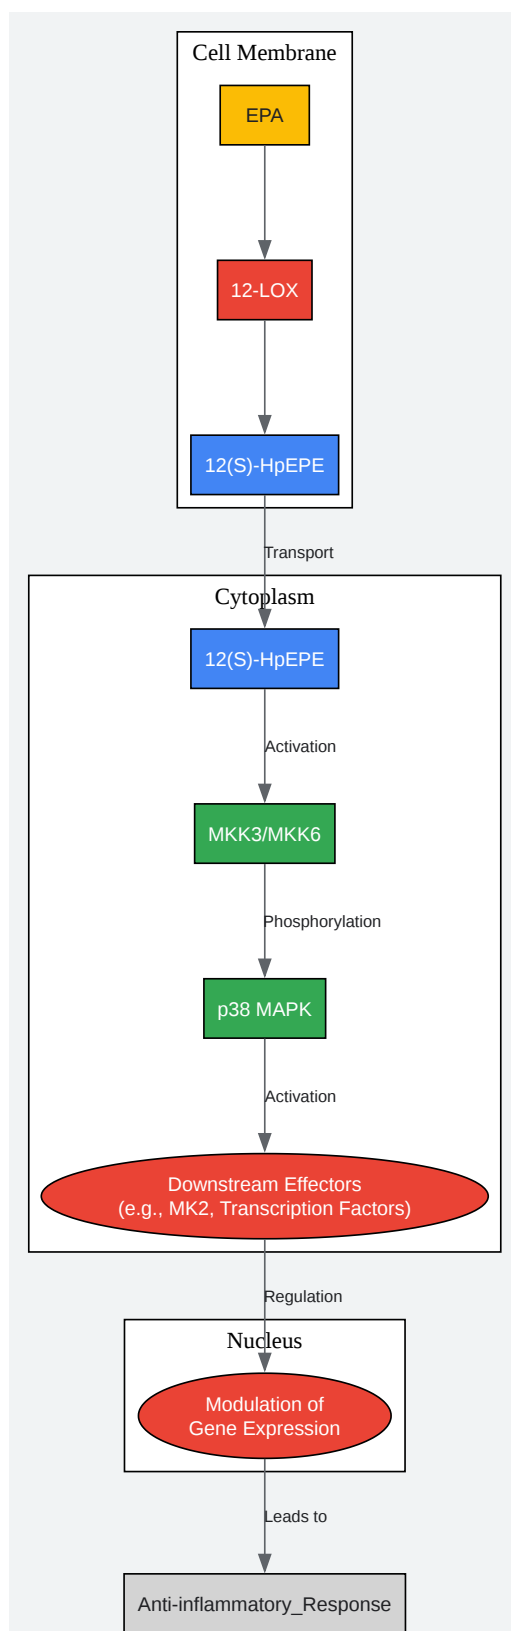 Cell Membrane
EPA
12-LOX
12(S)-HpEPE
Transport
Cytoplasm
12(S)-HpEPE
Activation
MKK3/MKK6
Phosphorylation
p38 MAPK
Activation
Downstream Effectors
(e.g., MK2, Transcription Factors)
Regulation
Nucleus
Modulation of
Gene Expression
Leads to
Anti-inflammatory_Response